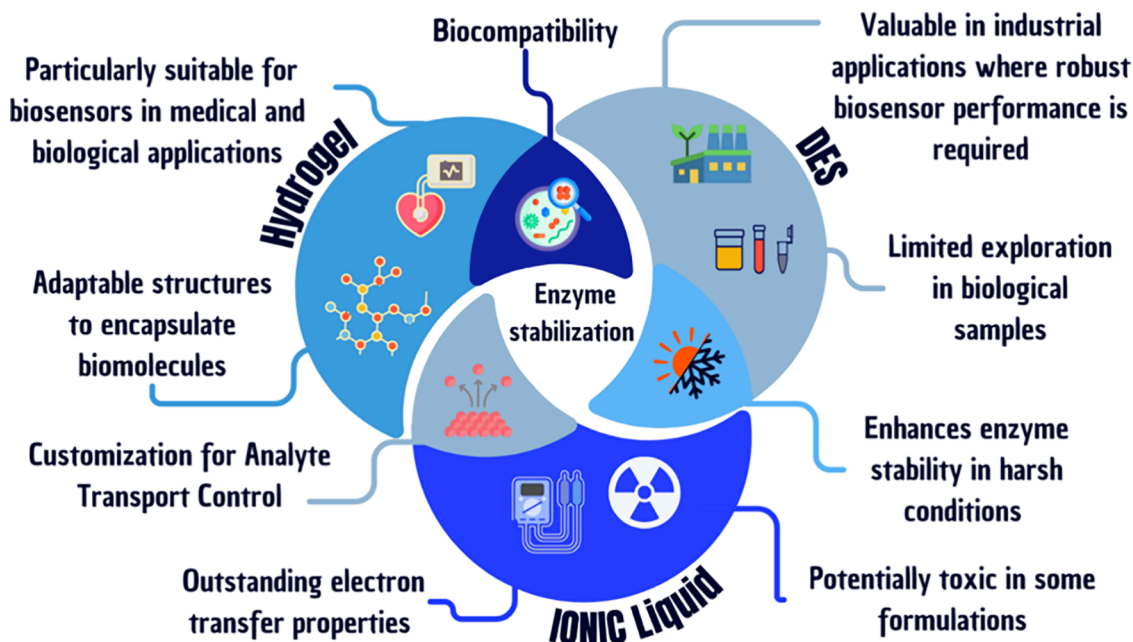 Biocompatibility
Particularly suitable for
biosensors in medical and
biological applications
Valuable in industrial
applications where robust
biosensor performance is
required
Hydrogel
DES
Adaptable structures
to encapsulate
biomolecules
Enzyme
stabilization
Limited exploration
in biological
samples
Customization for Analyte
Transport Control
Enhances enzyme
stability in harsh
conditions
Outstanding electron
transfer properties
IONIC Liquid
Potentially toxic in some
formulations